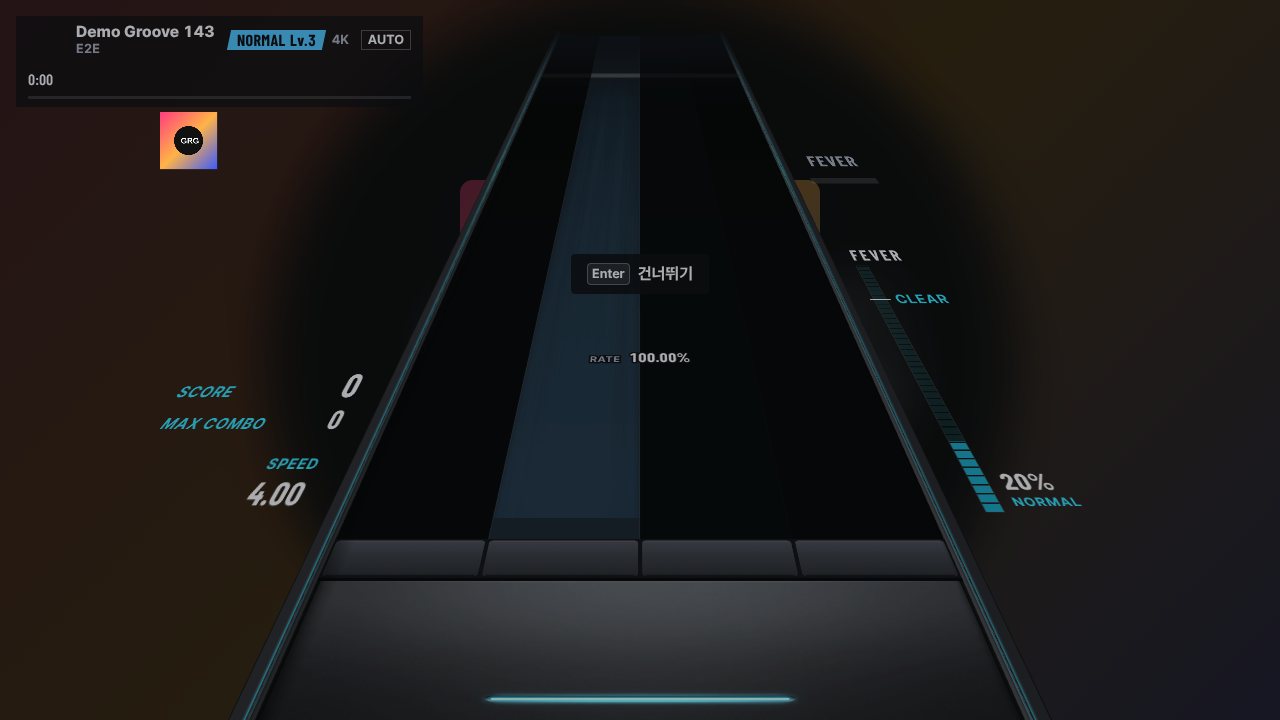 Demo Groove 143
E2E
NORMAL Lv.3 4K AUTO
0:00
GRG
FEVER
FEVER
CLEAR
Enter 건너뛰기
RATE 100.00%
SCORE 0
MAX COMBO 0
SPEED
4.00
20%
NORMAL